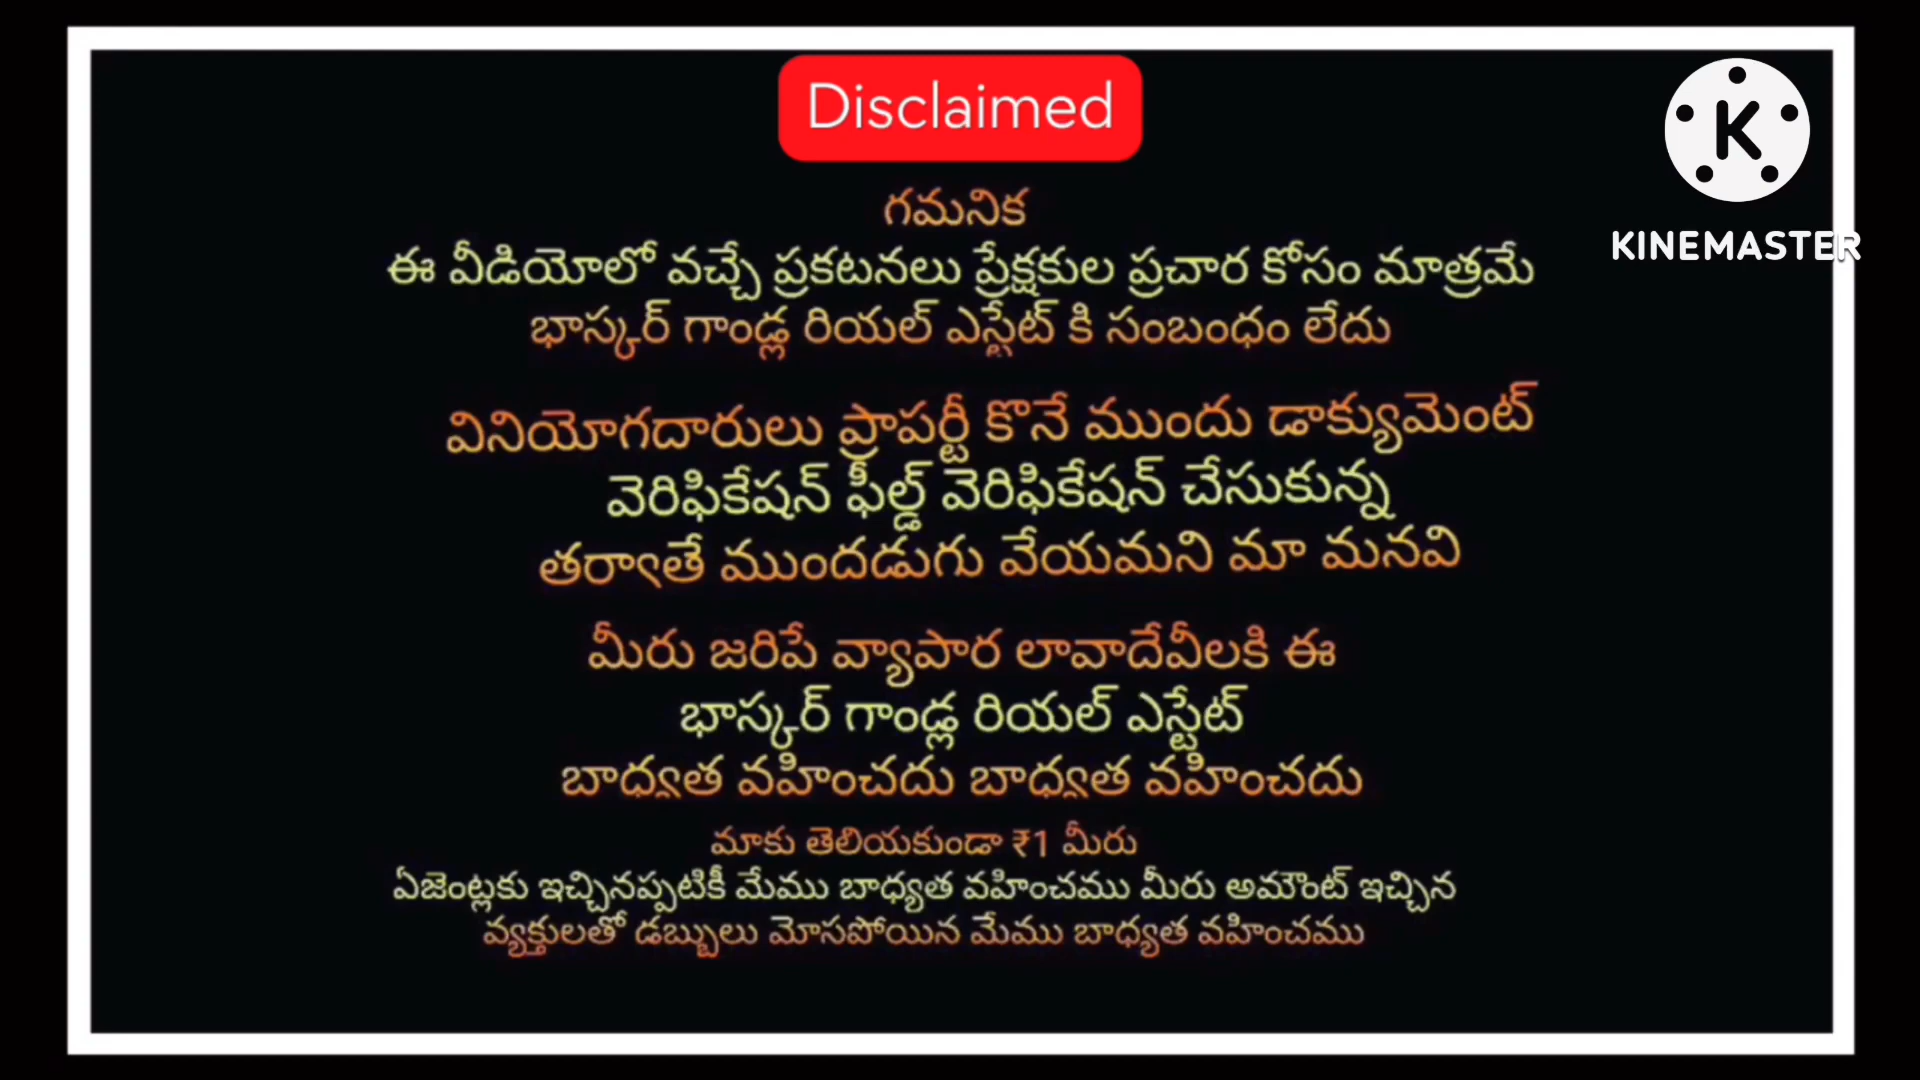 Disclaimed
K
KINEMASTER
గమనిక
ఈ వీడియోలో వచ్చే ప్రకటనలు ప్రేక్షకుల ప్రచార కోసం మాత్రమే
భాస్కర్ గాండ్ల రియల్ ఎస్టేట్ కి సంబంధం లేదు
వినియోగదారులు ప్రాపర్టీ కొనే ముందు డాక్యుమెంట్
వెరిఫికేషన్ ఫీల్డ్ వెరిఫికేషన్ చేసుకున్న
తర్వాతే ముందడుగు వేయమని మా మనవి
మీరు జరిపే వ్యాపార లావాదేవీలకి ఈ
భాస్కర్ గాండ్ల రియల్ ఎస్టేట్
బాధ్యత వహించదు బాధ్యత వహించదు
మాకు తెలియకుండా ₹1 మీరు
ఏజెంట్లకు ఇచ్చినప్పటికీ మేము బాధ్యత వహించము మీరు అమౌంట్ ఇచ్చిన
వ్యక్తులతో డబ్బులు మోసపోయిన మేము బాధ్యత వహించము